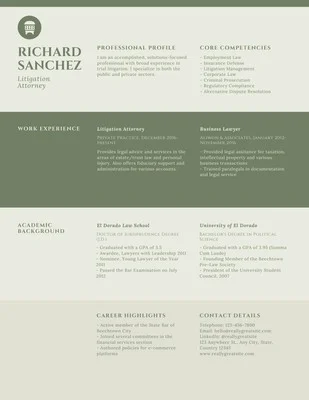 RICHARD
SANCHEZ
Litigation
Attorney
PROFESSIONAL PROFILE
I am an accomplished, solutions-focused
professional with broad experience in
trial litigation. I specialize in both the
public and private sectors.
CORE COMPETENCIES
- Employment Law
- Insurance Defense
- Litigation Management
- Corporate Law
- Criminal Prosecution
- Regulatory Compliance
- Alternative Dispute Resolution
WORK EXPERIENCE
Litigation Attorney
PRIVATE PRACTICE, DECEMBER 2016-
PRESENT
Provides legal advice and services in the
areas of estate/trust law and personal
injury. Also offers fiduciary support and
administration for various accounts.
Business Lawyer
& ASSOCIATES, JANUARY 2013-
NOVEMBER 2016
- Provided legal guidance for taxation,
intellectual property and various
business transactions
- Trained paralegals in documentation
and legal service
ACADEMIC
BACKGROUND
El Dorado Law School
DOCTOR OF JURISPRUDENCE DEGREE
(J.D.)
- Graduated with a GPA of 3.5
- Awardee, Lawyers with Leadership 2011
- Nominee, Young Lawyer of the Year
2011
- Passed the Bar Examination on July
2012
University of El Dorado
BACHELOR'S DEGREE IN POLITICAL
SCIENCE
- Graduated with a GPA of 3.98 (Summa
Cum Laude)
- Founding Member of the Beechtown
Pre-Law Society
- President of the University Student
Council, 2007
CAREER HIGHLIGHTS
- Active member of the State Bar of
Beechtown City
- Joined several committees in the
financial services sector
- Authored policies for e-commerce
platforms
CONTACT DETAILS
Telephone: 123-456-7890
Email: hello@reallygreatsite.com
LinkedIn: @reallygreatsite
123 Anywhere St., Any City, State,
Country 12345
www.reallygreatsite.com